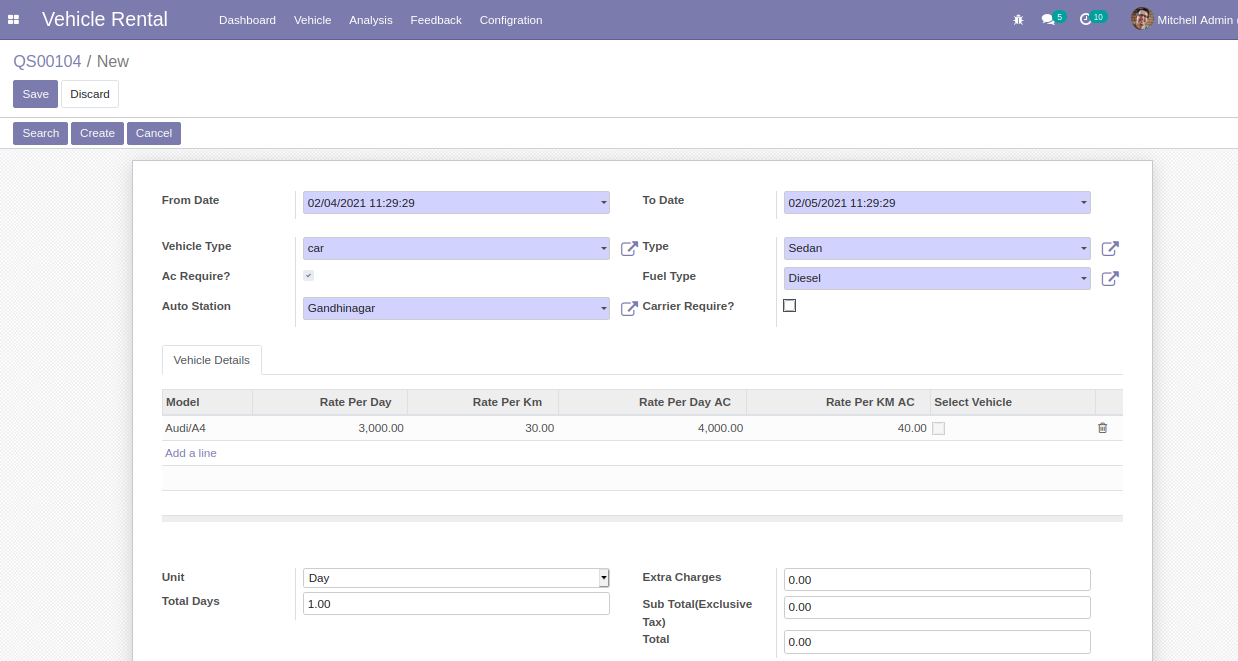 Vehicle Rental Dashboard Vehicle Analysis Feedback Configration 5 10 Mitchell Admin (
QS00104 / New
Save Discard
Search Create Cancel
From Date 02/04/2021 11:29:29 To Date 02/05/2021 11:29:29
Vehicle Type car Type Sedan
Ac Require? Fuel Type Diesel
Auto Station Gandhinagar Carrier Require?
Vehicle Details
Model Rate Per Day Rate Per Km Rate Per Day AC Rate Per KM AC Select Vehicle
Audi/A4 3,000.00 30.00 4,000.00 40.00
Add a line
Unit Day Extra Charges 0.00
Total Days 1.00 Sub Total(Exclusive 0.00
Tax)
Total 0.00